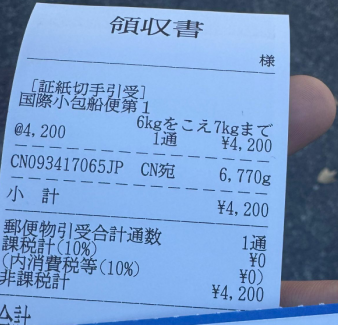 領収書
様
[証紙切手引受]
国際小包船便第1
6kgをこえ7kgまで
@4,200 1通 ¥4,200
CN093417065JP CN宛 6,770g
小 計 ¥4,200
郵便物引受合計通数 1通
課税計(10%) ¥0
(内消費税等(10%) ¥0)
非課税計 ¥4,200
合計